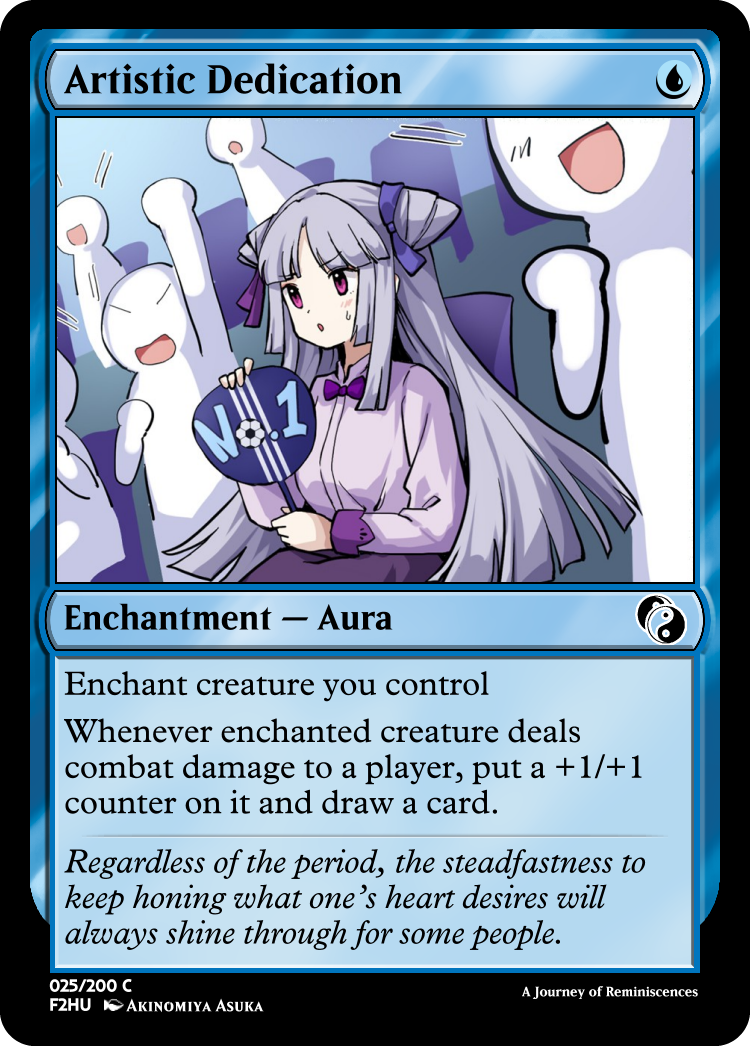 Artistic Dedication
No.1
Enchantment — Aura
Enchant creature you control
Whenever enchanted creature deals
combat damage to a player, put a +1/+1
counter on it and draw a card.
Regardless of the period, the steadfastness to
keep honing what one's heart desires will
always shine through for some people.
025/200 C
F2HU Akinomiya Asuka
A Journey of Reminiscences